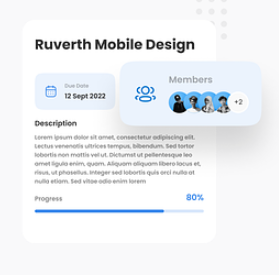 Ruverth Mobile Design
Due Date
12 Sept 2022
Members
+2
Description
Lorem ipsum dolor sit amet, consectetur adipiscing elit.
Lectus venenatis ultrices tempus, bibendum. Sed tortor
lobortis non mattis vel ut. Dictumst ut pellentesque leo
amet ligula enim, quam. Aliquam aliquam libero lacus et,
risus ut phasellus. Integer sed lobortis quis orci at nulla
nulla etiam. Sed vitae odio enim lorem
Progress
80%